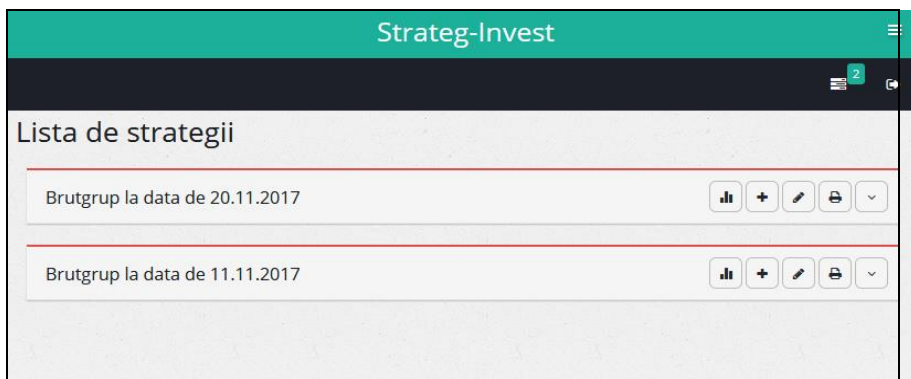 Strateg-Invest
2
Lista de strategii
Brutgrup la data de 20.11.2017
Brutgrup la data de 11.11.2017